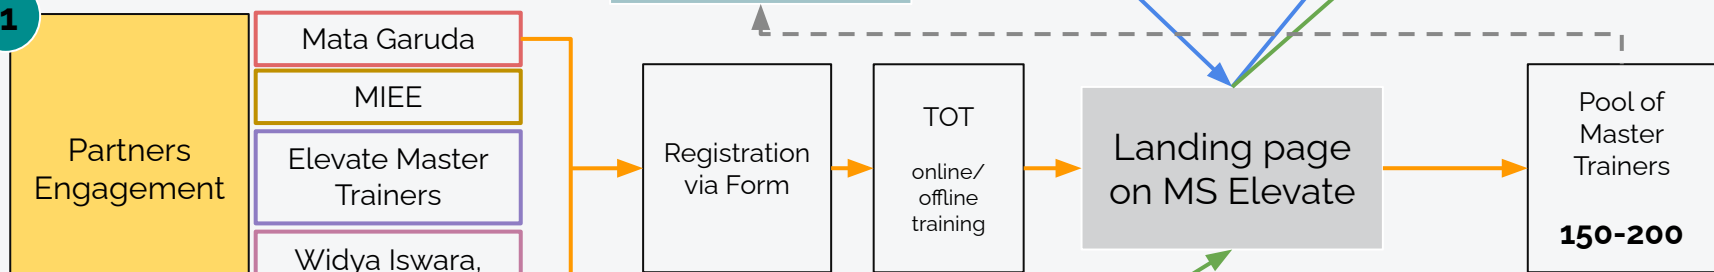 1
Partners
Engagement
Mata Garuda
MIEE
Elevate Master
Trainers
Widya Iswara,
Registration
via Form
TOT
online/
offline
training
Landing page
on MS Elevate
Pool of
Master
Trainers
150-200